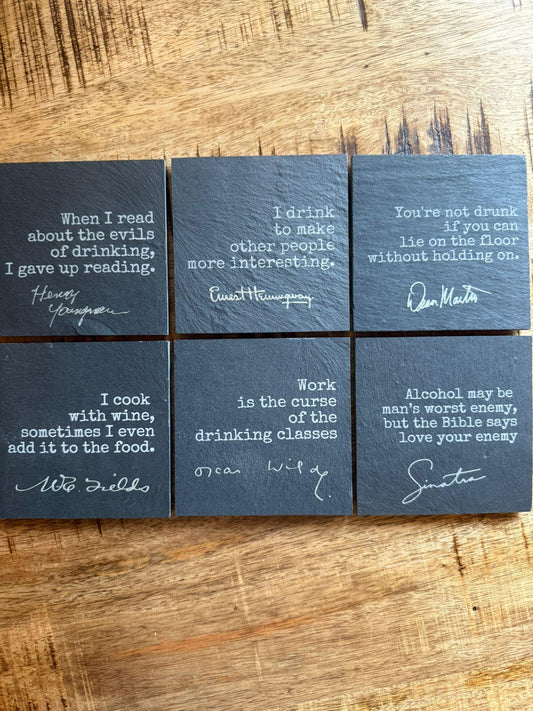 When I read
about the evils
of drinking,
I gave up reading.
Henry
Youngman
I drink
to make
other people
more interesting.
Ernest Hemingway
You're not drunk
if you can
lie on the floor
without holding on.
Dean Martin
I cook
with wine,
sometimes I even
add it to the food.
W.C. Fields
Work
is the curse
of the
drinking classes
Oscar Wilde
Alcohol may be
man's worst enemy,
but the Bible says
love your enemy
Sinatra